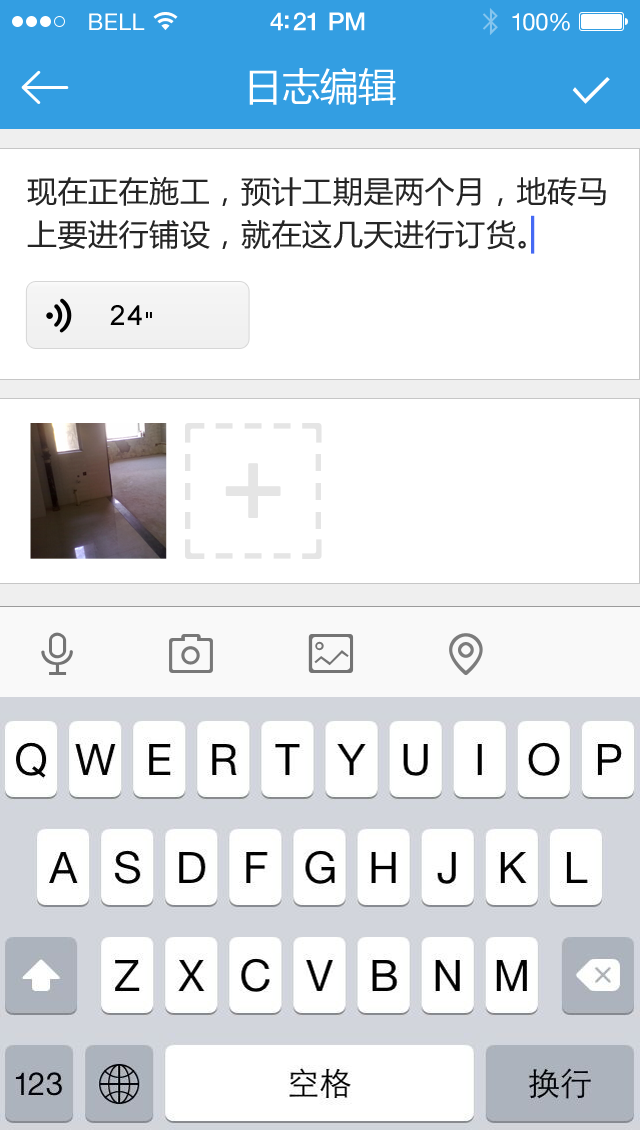 BELL 4:21 PM 100%
日志编辑
现在正在施工，预计工期是两个月，地砖马
上要进行铺设，就在这几天进行订货。
24"
Q W E R T Y U I O P
A S D F G H J K L
Z X C V B N M
123 空格 换行